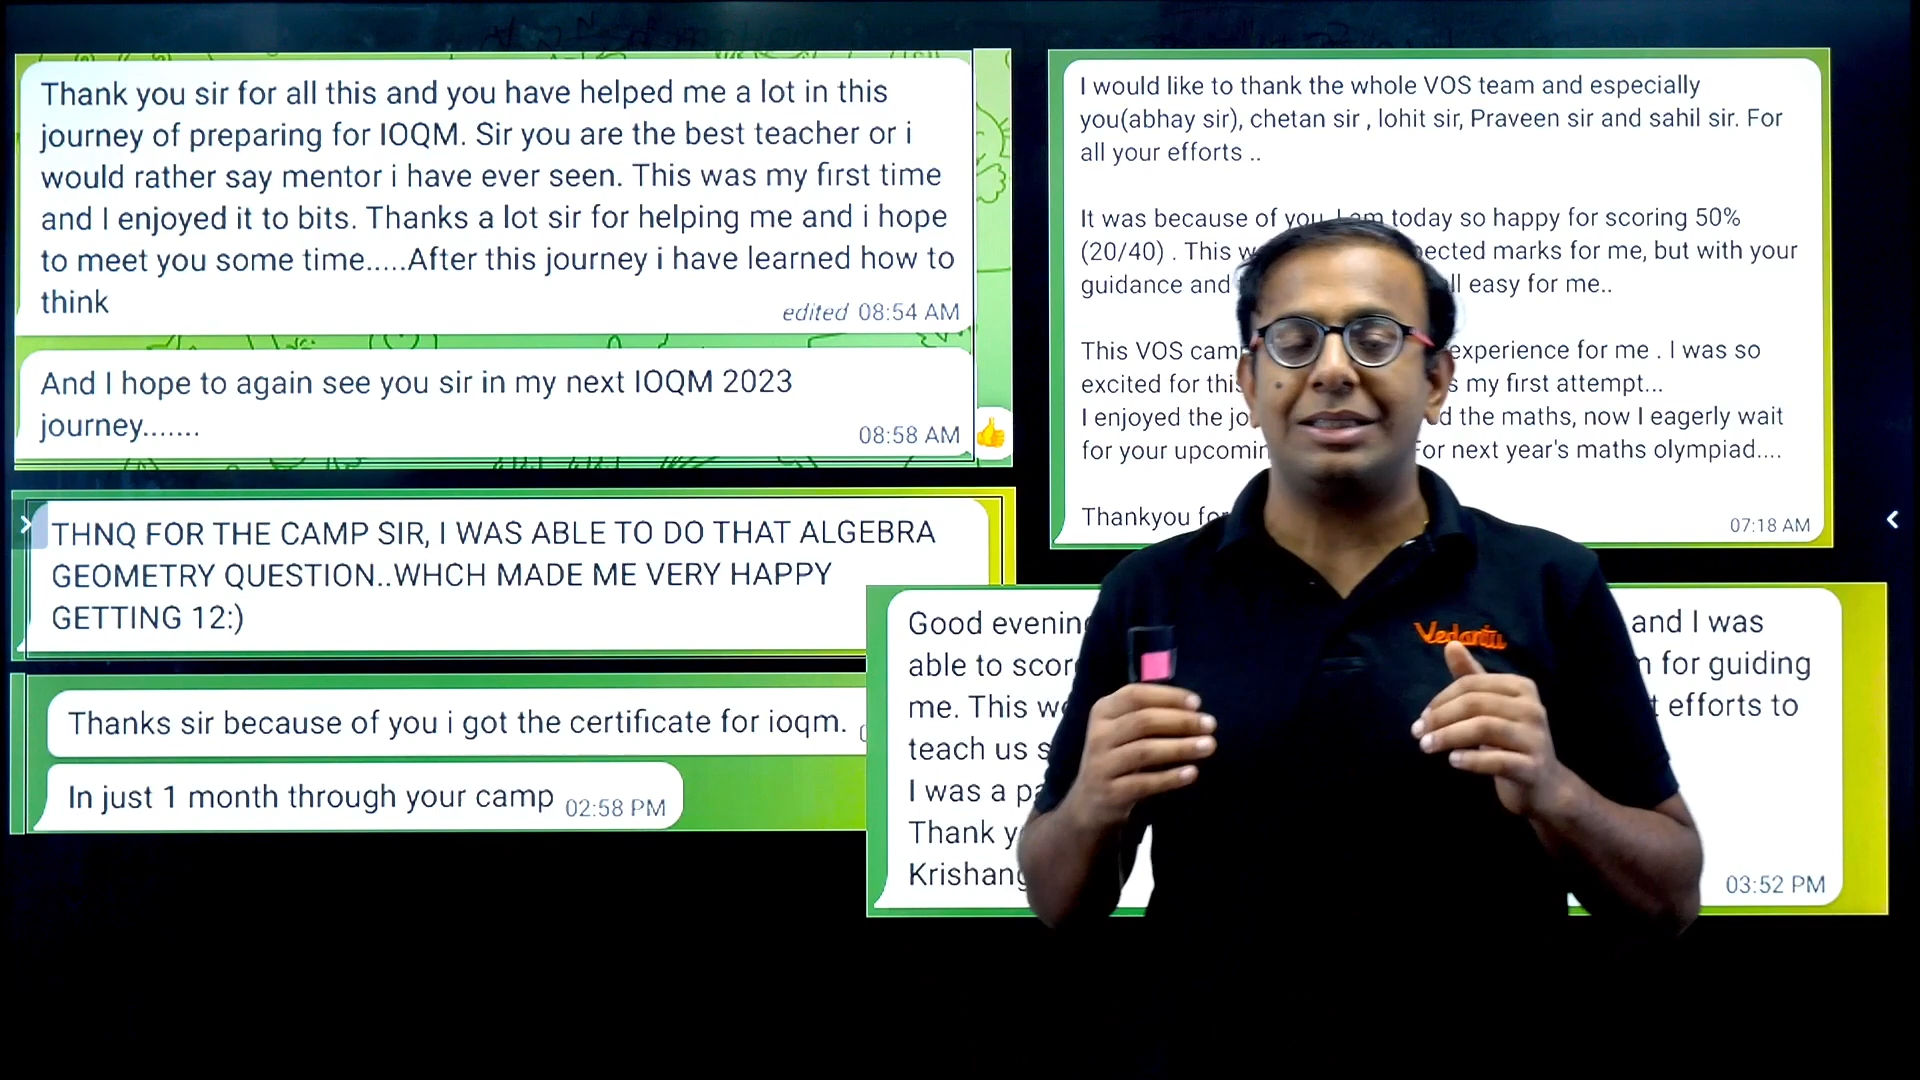 Thank you sir for all this and you have helped me a lot in this
journey of preparing for IOQM. Sir you are the best teacher or i
would rather say mentor i have ever seen. This was my first time
and I enjoyed it to bits. Thanks a lot sir for helping me and i hope
to meet you some time.....After this journey i have learned how to
think
edited 08:54 AM
And I hope to again see you sir in my next IOQM 2023
journey.......
08:58 AM
THNQ FOR THE CAMP SIR, I WAS ABLE TO DO THAT ALGEBRA
GEOMETRY QUESTION..WHCH MADE ME VERY HAPPY
GETTING 12:)
Thanks sir because of you i got the certificate for ioqm.
In just 1 month through your camp 02:58 PM
I would like to thank the whole VOS team and especially
you(abhay sir), chetan sir , lohit sir, Praveen sir and sahil sir. For
all your efforts ..
It was because of you I am today so happy for scoring 50%
(20/40) . This marks for me, but with your
guidance and easy for me..
This VOS experience for me . I was so
excited for my first attempt...
I enjoyed the the maths, now I eagerly wait
for your next year's maths olympiad....
Thankyou
07:18 AM
Good and I was
able to for guiding
me. This efforts to
teach us
I was a
Thank
03:52 PM
Vedantu